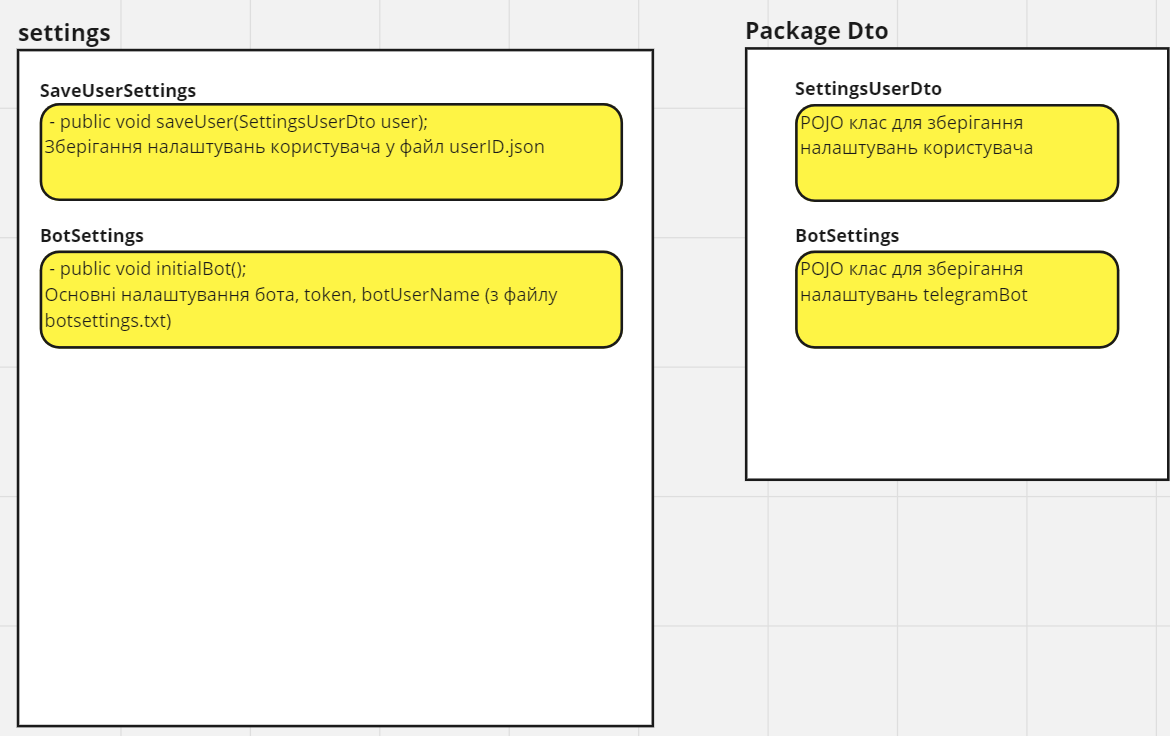 settings
SaveUserSettings
- public void saveUser(SettingsUserDto user);
Зберігання налаштувань користувача у файл userID.json
BotSettings
- public void initialBot();
Основні налаштування бота, token, botUserName (з файлу
botsettings.txt)
Package Dto
SettingsUserDto
POJO клас для зберігання
налаштувань користувача
BotSettings
POJO клас для зберігання
налаштувань telegramBot